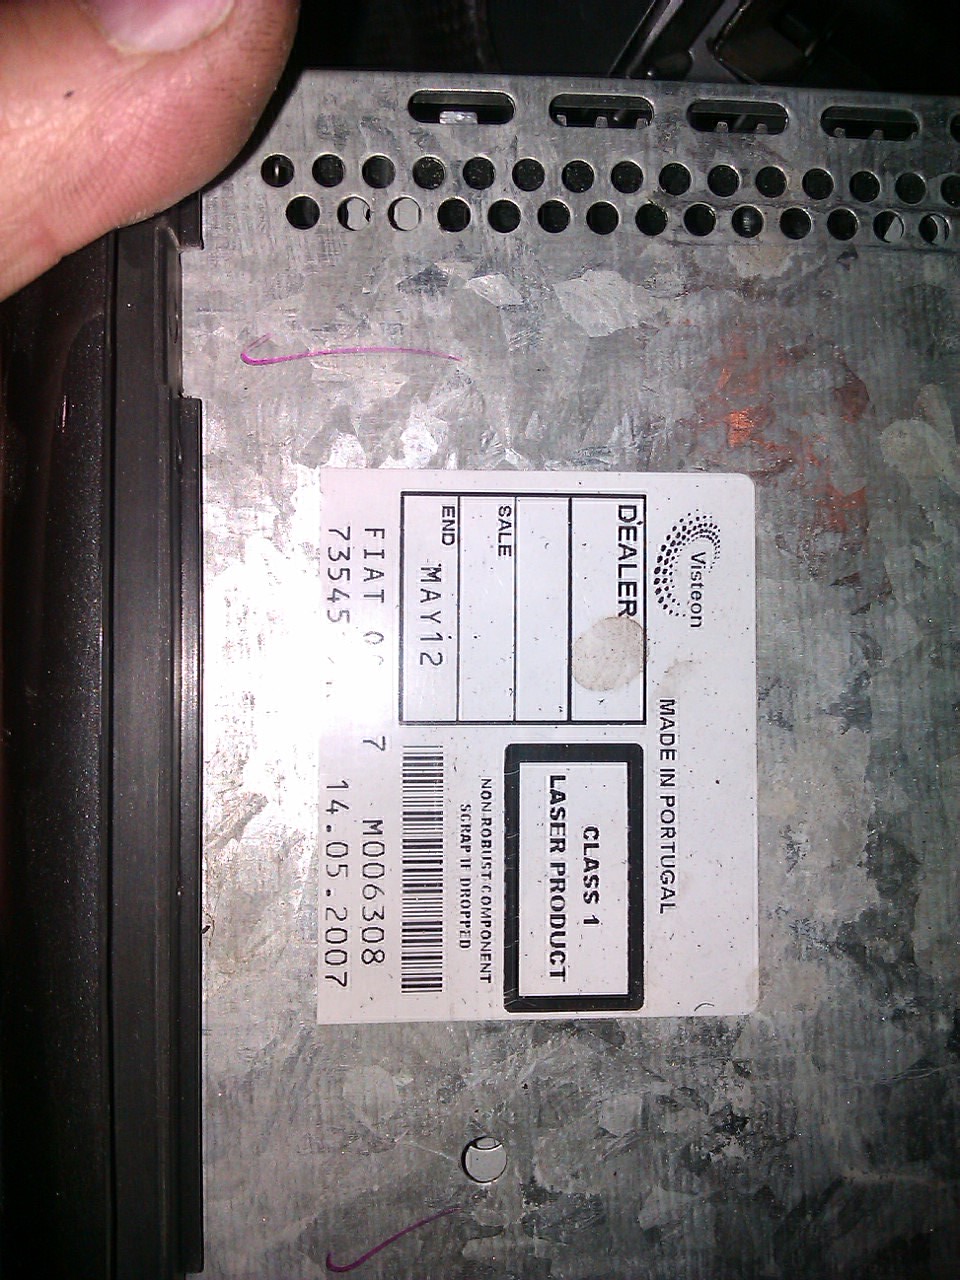 Visteon
MADE IN PORTUGAL
DEALER
SALE
END MAY12
CLASS 1
LASER PRODUCT
NON-ROBUST COMPONENT
SCRAP IF DROPPED
FIAT 7 M006308
73545 14.05.2007